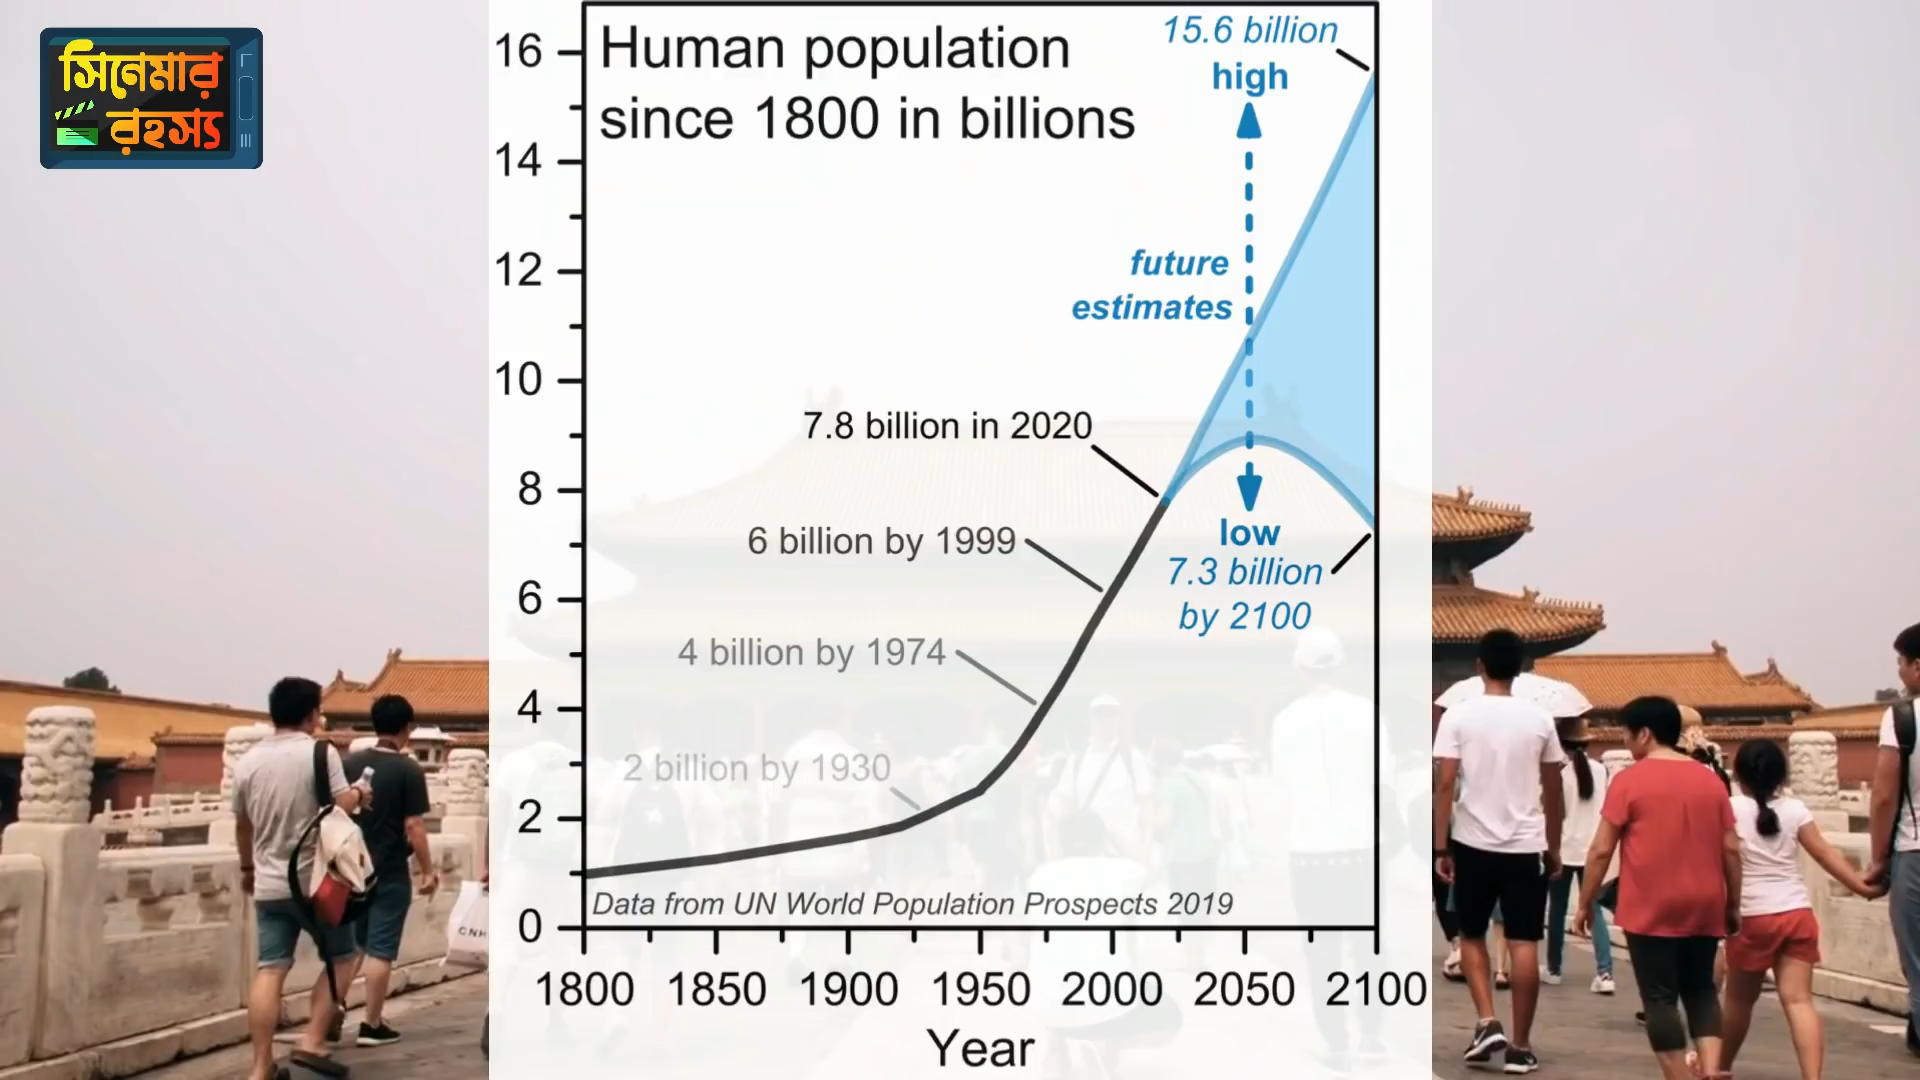 সিনেমার
রহস্য
Human population
since 1800 in billions
15.6 billion
high
future
estimates
7.8 billion in 2020
6 billion by 1999
4 billion by 1974
2 billion by 1930
low
7.3 billion
by 2100
Data from UN World Population Prospects 2019
16
14
12
10
8
6
4
2
0
1800 1850 1900 1950 2000 2050 2100
Year
CNH